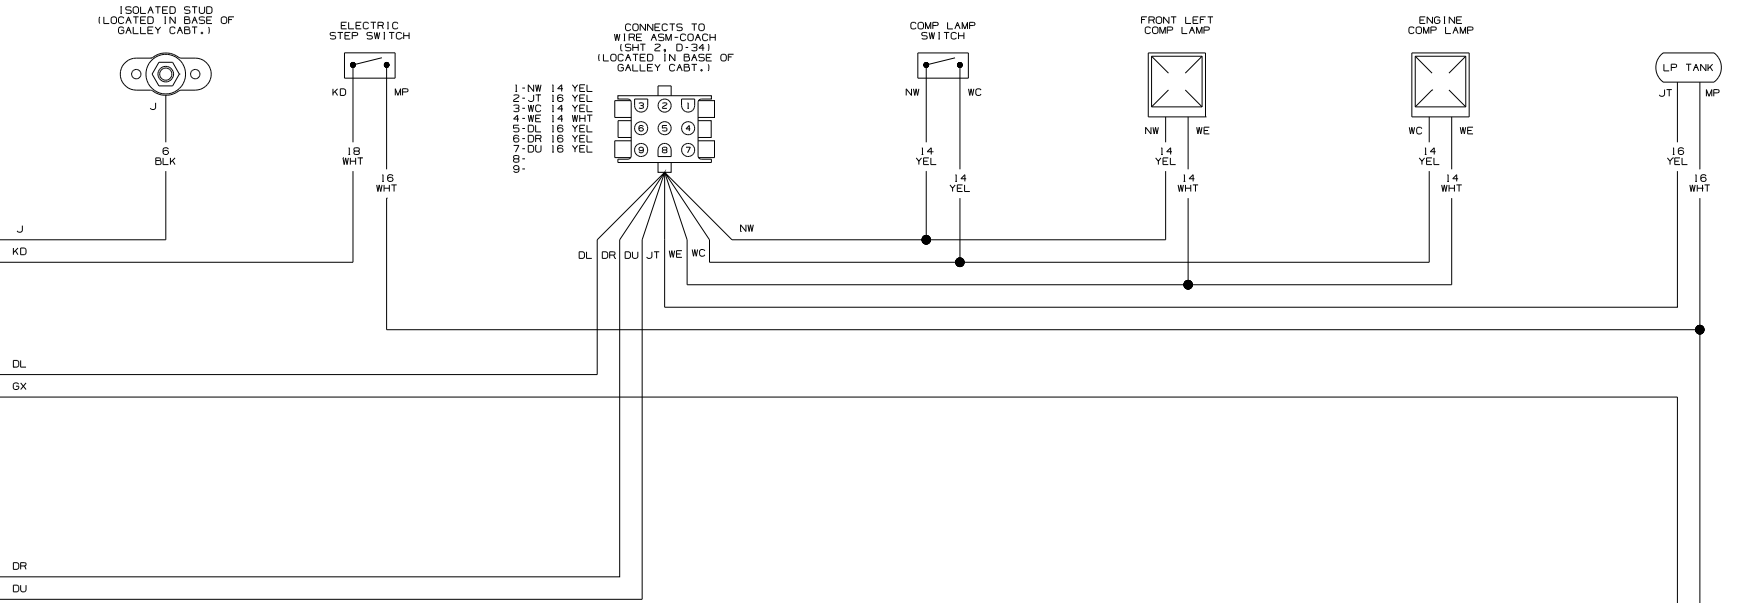 ISOLATED STUD
(LOCATED IN BASE OF
GALLEY CABT.)
J
6
BLK
ELECTRIC
STEP SWITCH
KD
MP
18
WHT
16
WHT
CONNECTS TO
WIRE ASM-COACH
(SHT 2, D-34)
(LOCATED IN BASE OF
GALLEY CABT.)
1-NW 14 YEL
2-JT 16 YEL
3-WC 14 YEL
4-WE 14 WHT
5-DL 16 YEL
6-DR 16 YEL
7-DU 16 YEL
8-
9-
3 2 1
6 5 4
9 8 7
COMP LAMP
SWITCH
NW
WC
14
YEL
14
YEL
FRONT LEFT
COMP LAMP
NW
WE
14
YEL
14
WHT
ENGINE
COMP LAMP
WC
WE
14
YEL
14
WHT
LP TANK
JT
MP
16
YEL
16
WHT
J
KD
NW
DL DR DU JT WE WC
DL
GX
DR
DU